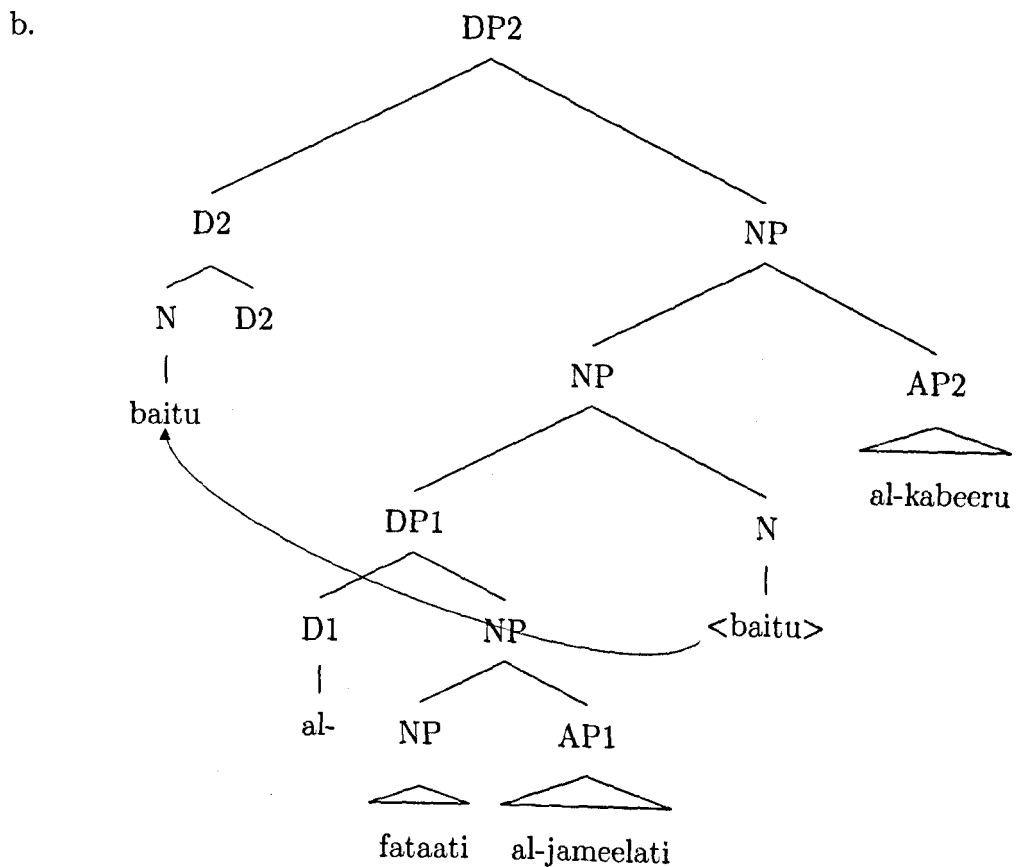 b.
DP2
D2 NP
N D2
NP AP2
baitu
al-kabeeru
DP1 N
D1 NP <baitu>
al- NP AP1
fataati al-jameelati